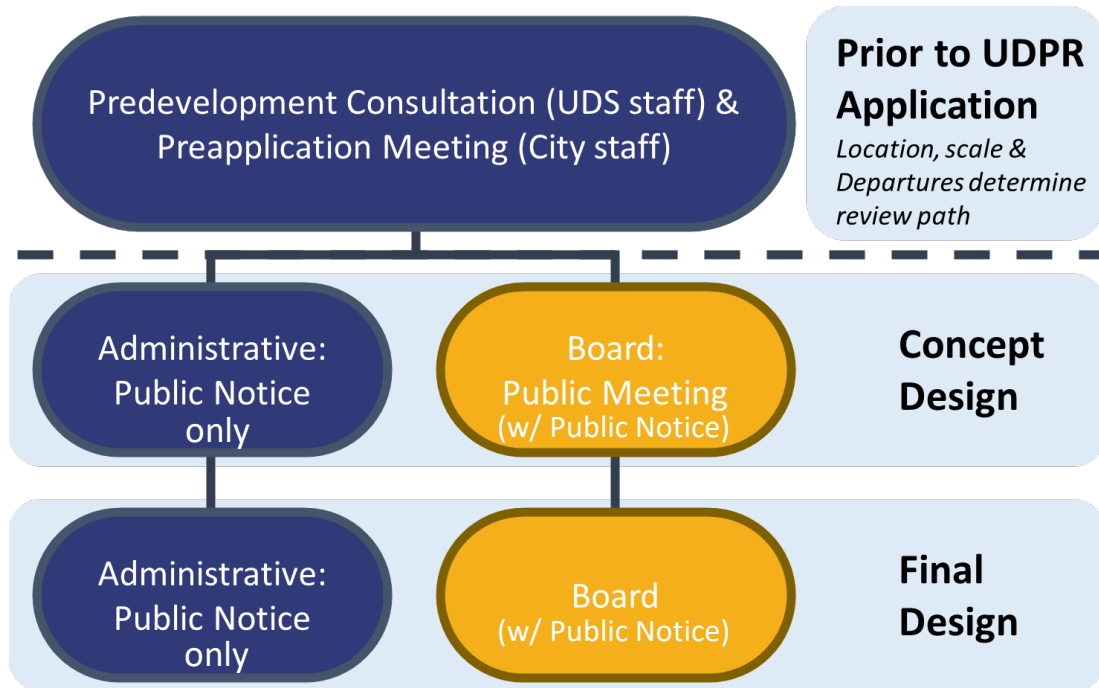 Predevelopment Consultation (UDS staff) &
Preapplication Meeting (City staff)
Prior to UDPR
Application
Location, scale &
Departures determine
review path
Administrative:
Public Notice
only
Board:
Public Meeting
(w/ Public Notice)
Concept
Design
Administrative:
Public Notice
only
Board
(w/ Public Notice)
Final
Design